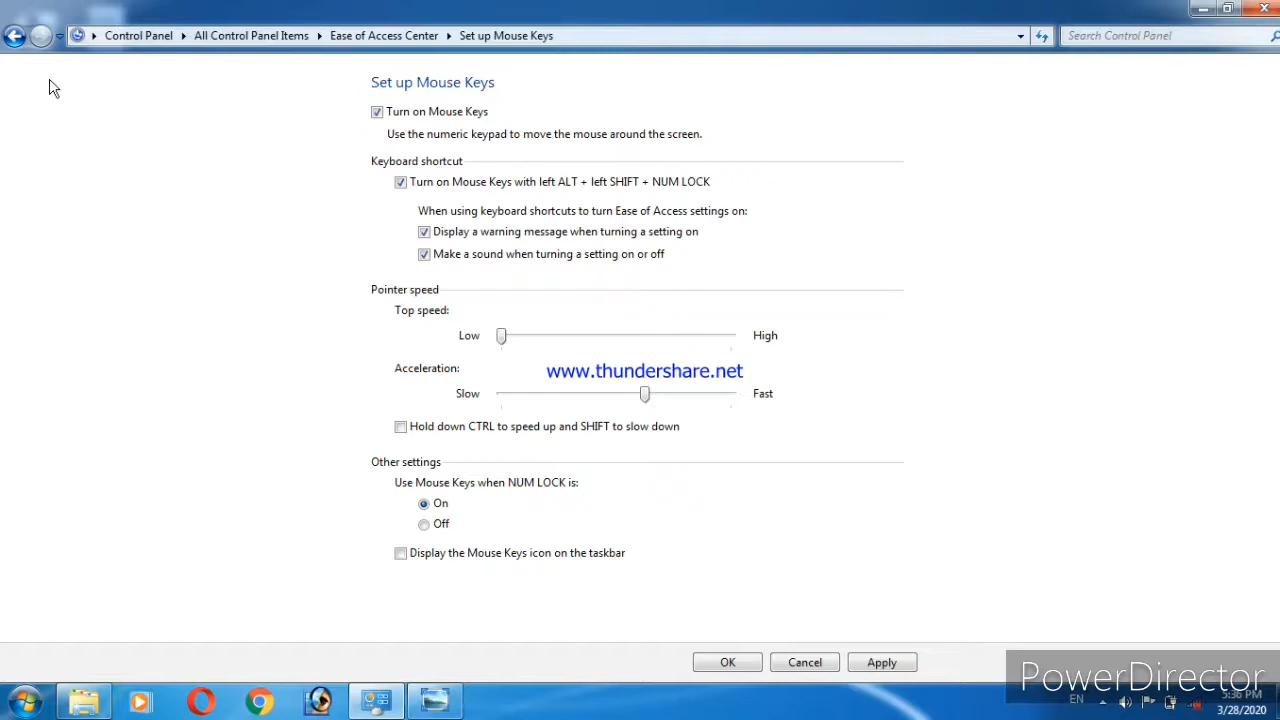 Control Panel
All Control Panel Items
Ease of Access Center
Set up Mouse Keys
Search Control Panel
Set up Mouse Keys
Turn on Mouse Keys
Use the numeric keypad to move the mouse around the screen.
Keyboard shortcut
Turn on Mouse Keys with left ALT + left SHIFT + NUM LOCK
When using keyboard shortcuts to turn Ease of Access settings on:
Display a warning message when turning a setting on
Make a sound when turning a setting on or off
Pointer speed
Top speed:
Low
High
Acceleration:
www.thundershare.net
Slow
Fast
Hold down CTRL to speed up and SHIFT to slow down
Other settings
Use Mouse Keys when NUM LOCK is:
On
Off
Display the Mouse Keys icon on the taskbar
OK
Cancel
Apply
PowerDirector
EN
5:36 PM
3/28/2020